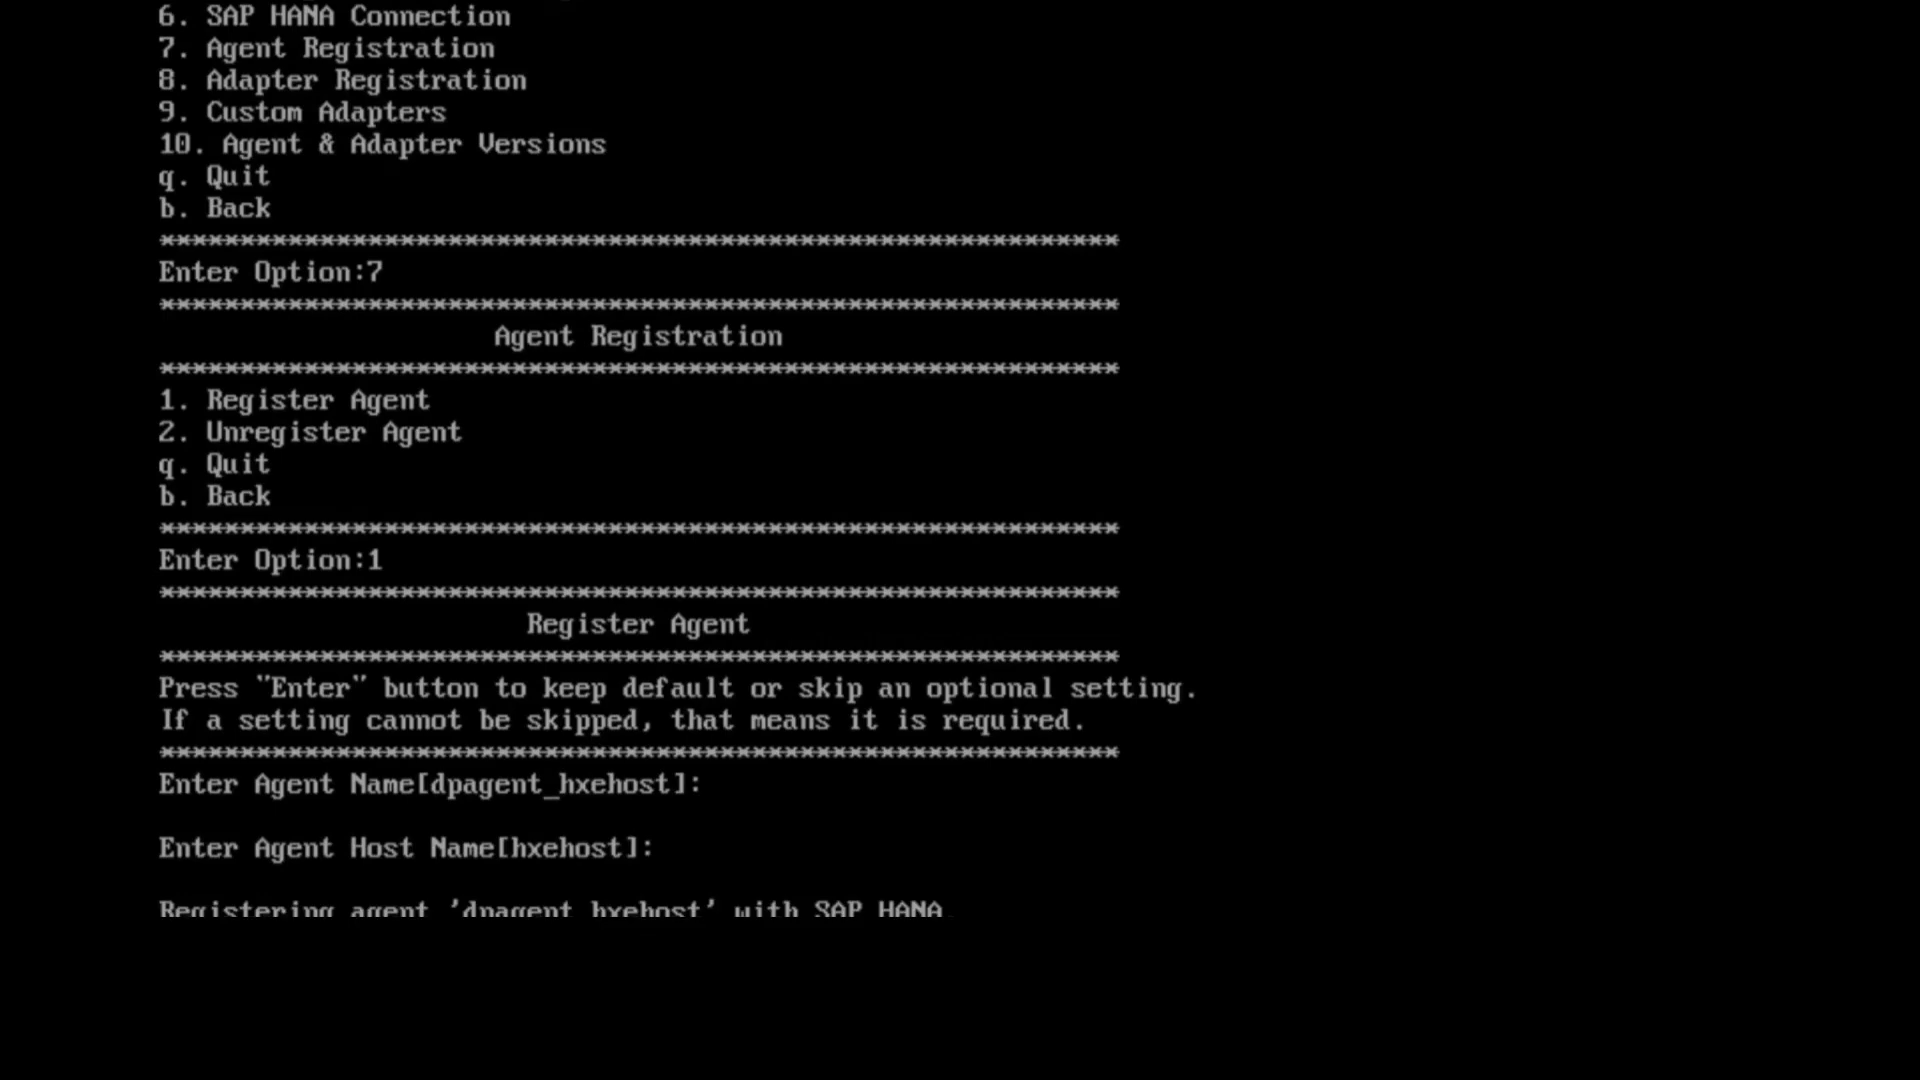 6. SAP HANA Connection
7. Agent Registration
8. Adapter Registration
9. Custom Adapters
10. Agent & Adapter Versions
q. Quit
b. Back
************************************************************
Enter Option:7
************************************************************
Agent Registration
************************************************************
1. Register Agent
2. Unregister Agent
q. Quit
b. Back
************************************************************
Enter Option:1
************************************************************
Register Agent
************************************************************
Press "Enter" button to keep default or skip an optional setting.
If a setting cannot be skipped, that means it is required.
************************************************************
Enter Agent Name[dpagent_hxehost]:
Enter Agent Host Name[hxehost]:
Registering agent 'dpagent_hxehost' with SAP HANA.